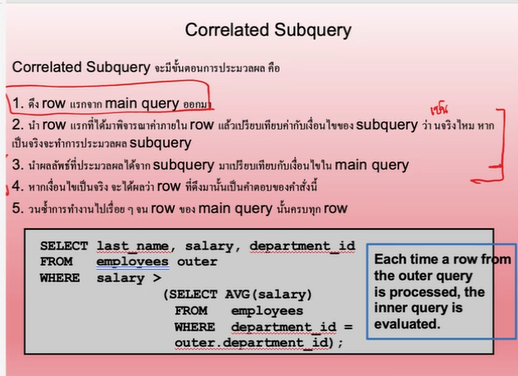 Correlated Subquery
Correlated Subquery จะมีขั้นตอนการประมวลผล คือ
1. ดึง row แรกจาก main query ออกมา
เช่น
2. นำ row แรกที่ได้มาพิจารณาค่าภายใน row แล้วเปรียบเทียบค่ากับเงื่อนไขของ subquery ว่า นจริงไหม หาก
เป็นจริงจะทำการประมวลผล subquery
3. นำผลลัพธ์ที่ประมวลผลได้จาก subquery มาเปรียบเทียบกับเงื่อนไขใน main query
4. หากเงื่อนไขเป็นจริง จะได้ผลว่า row ที่ดึงมานั้นเป็นคำตอบของคำสั่งนี้
5. วนซ้ำการทำงานไปเรื่อย ๆ จน row ของ main query นั้นครบทุก row
SELECT last_name, salary, department_id
FROM employees outer
WHERE salary >
(SELECT AVG(salary)
FROM employees
WHERE department_id =
outer.department_id);
Each time a row from
the outer query
is processed, the
inner query is
evaluated.